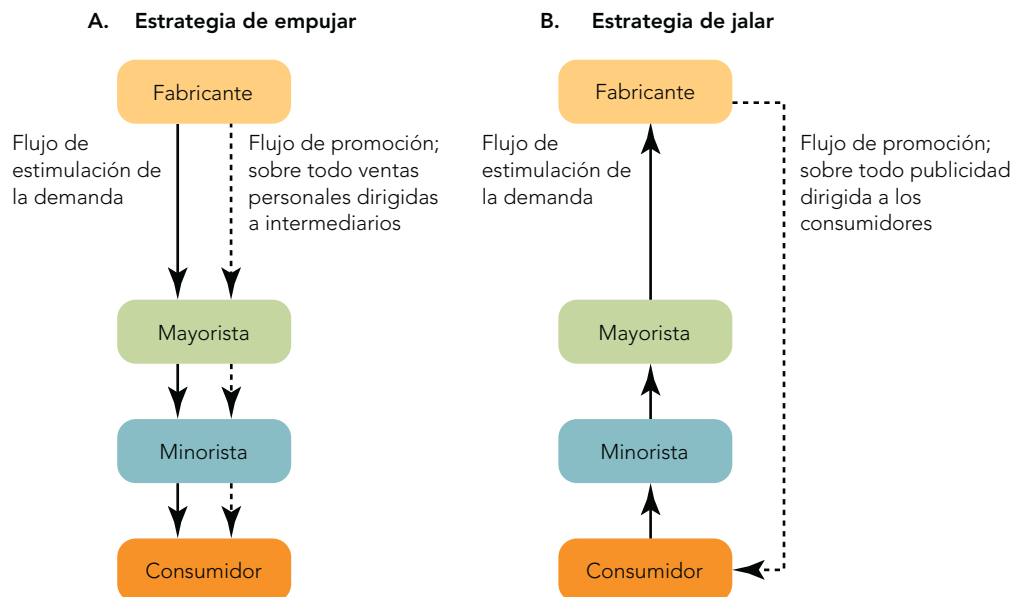 A. Estrategia de empujar
Fabricante
Flujo de
estimulación de
la demanda
Flujo de promoción;
sobre todo ventas
personales dirigidas
a intermediarios
Mayorista
Minorista
Consumidor
B. Estrategia de jalar
Fabricante
Flujo de
estimulación de
la demanda
Flujo de promoción;
sobre todo publicidad
dirigida a los
consumidores
Mayorista
Minorista
Consumidor